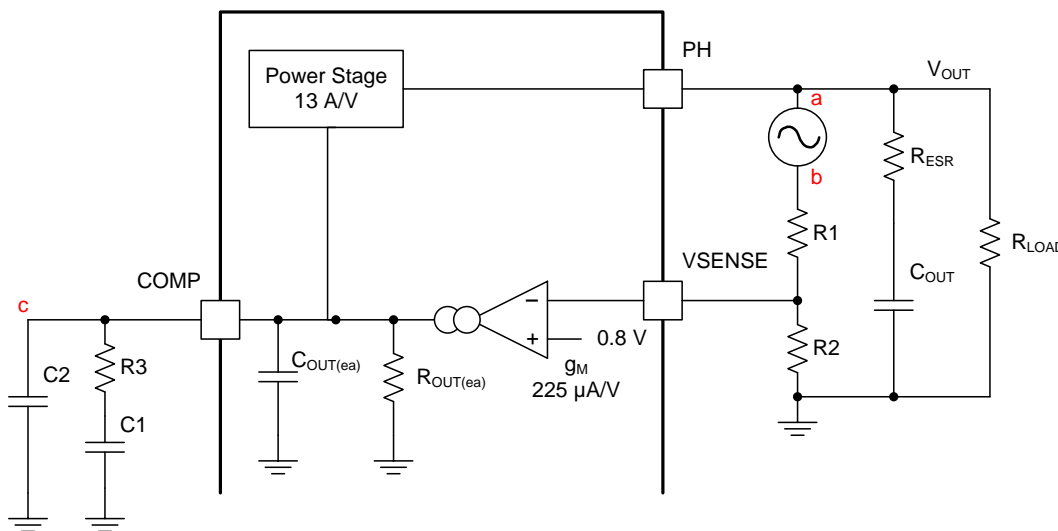 Power Stage
13 A/V
PH
VOUT
a
b
RESR
R1
RLOAD
VSENSE
COUT
COMP
c
R3
C2
C1
COUT(ea)
ROUT(ea)
−
+
0.8 V
gM
225 µA/V
R2